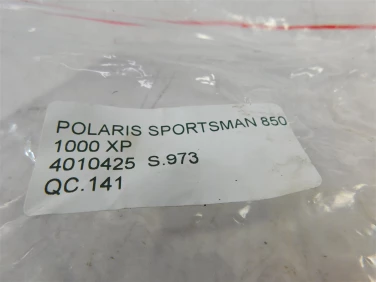 POLARIS SPORTSMAN 850
1000 XP
4010425 S.973
QC.141